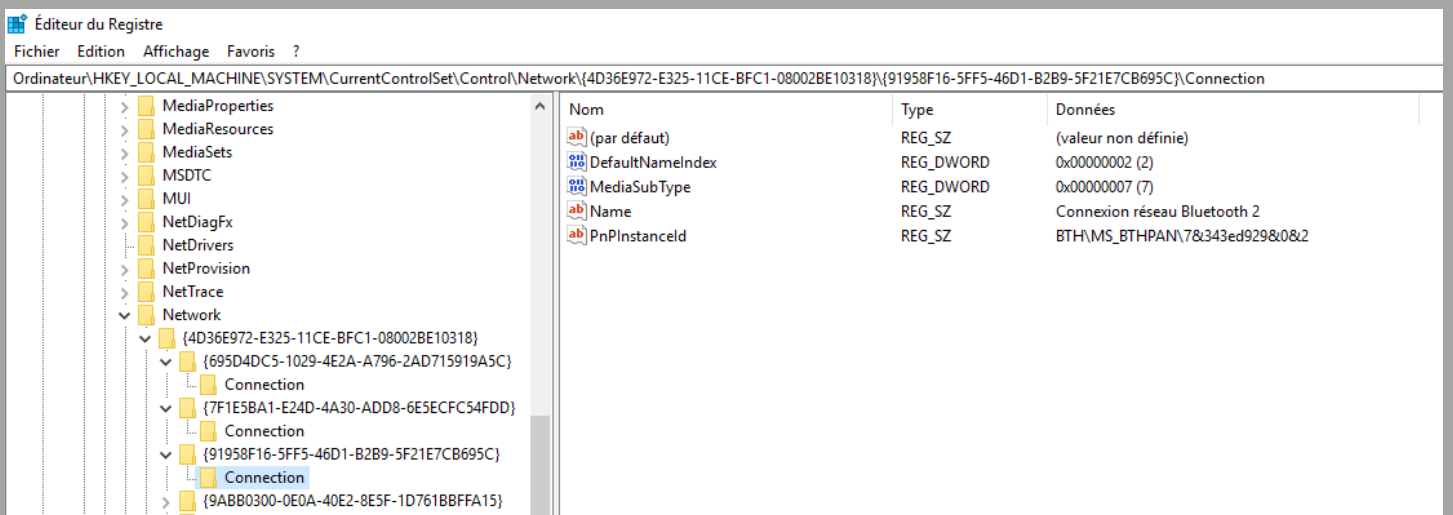 Éditeur du Registre
Fichier Edition Affichage Favoris ?
Ordinateur\HKEY_LOCAL_MACHINE\SYSTEM\CurrentControlSet\Control\Network\{4D36E972-E325-11CE-BFC1-08002BE10318}\{91958F16-5FF5-46D1-B2B9-5F21E7CB695C}\Connection
MediaProperties
MediaResources
MediaSets
MSDTC
MUI
NetDiagFx
NetDrivers
NetProvision
NetTrace
Network
{4D36E972-E325-11CE-BFC1-08002BE10318}
{695D4DC5-1029-4E2A-A796-2AD715919A5C}
Connection
{7F1E5BA1-E24D-4A30-ADD8-6E5ECFC54FDD}
Connection
{91958F16-5FF5-46D1-B2B9-5F21E7CB695C}
Connection
{9ABB0300-0E0A-40E2-8E5F-1D761BBFFA15}
Nom Type Données
(par défaut) REG_SZ (valeur non définie)
DefaultNameIndex REG_DWORD 0x00000002 (2)
MediaSubType REG_DWORD 0x00000007 (7)
Name REG_SZ Connexion réseau Bluetooth 2
PnPInstanceId REG_SZ BTH\MS_BTHPAN\7&343ed929&0&2